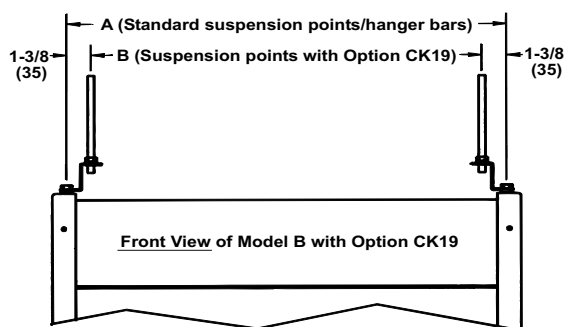 A (Standard suspension points/hanger bars)
1-3/8
(35)
B (Suspension points with Option CK19)
1-3/8
(35)
Front View of Model B with Option CK19